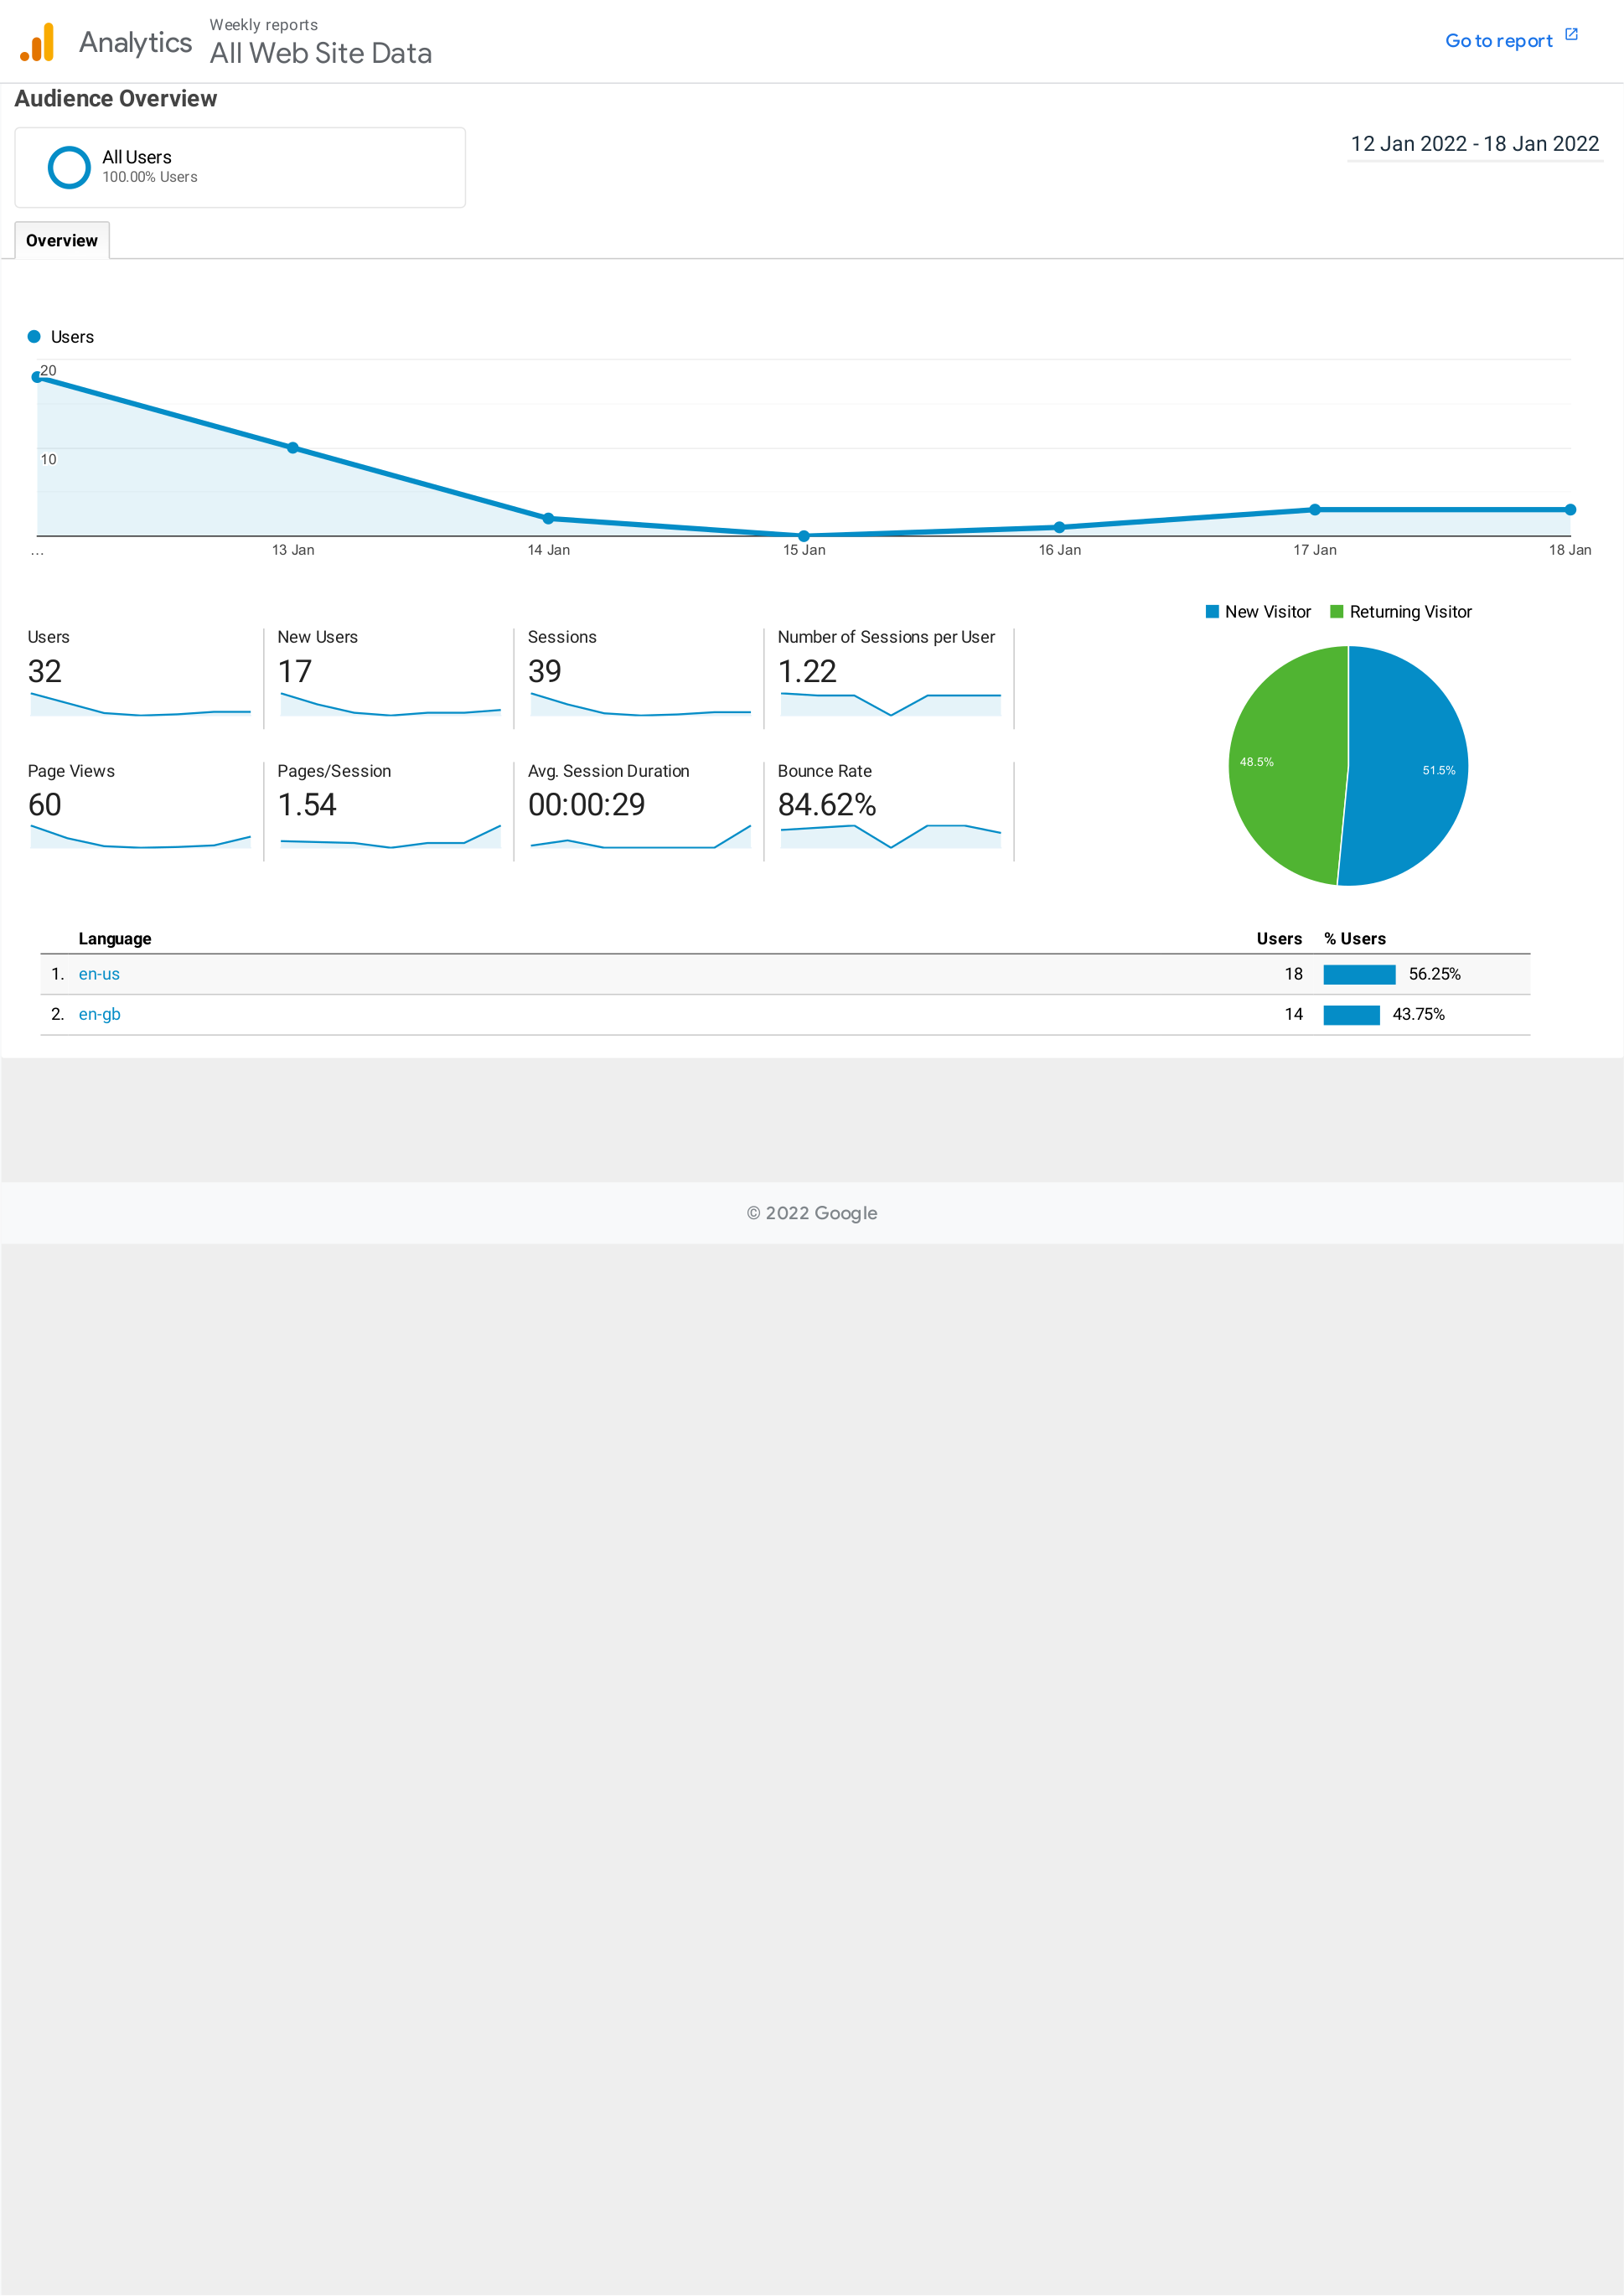 Analytics
Weekly reports
All Web Site Data
Go to report
Audience Overview
All Users
100.00% Users
12 Jan 2022 - 18 Jan 2022
Overview
Users
20
10
...
13 Jan
14 Jan
15 Jan
16 Jan
17 Jan
18 Jan
New Visitor
Returning Visitor
Users
32
New Users
17
Sessions
39
Number of Sessions per User
1.22
Page Views
60
Pages/Session
1.54
Avg. Session Duration
00:00:29
Bounce Rate
84.62%
48.5%
51.5%
Language Users % Users
1. en-us 18 56.25%
2. en-gb 14 43.75%
© 2022 Google